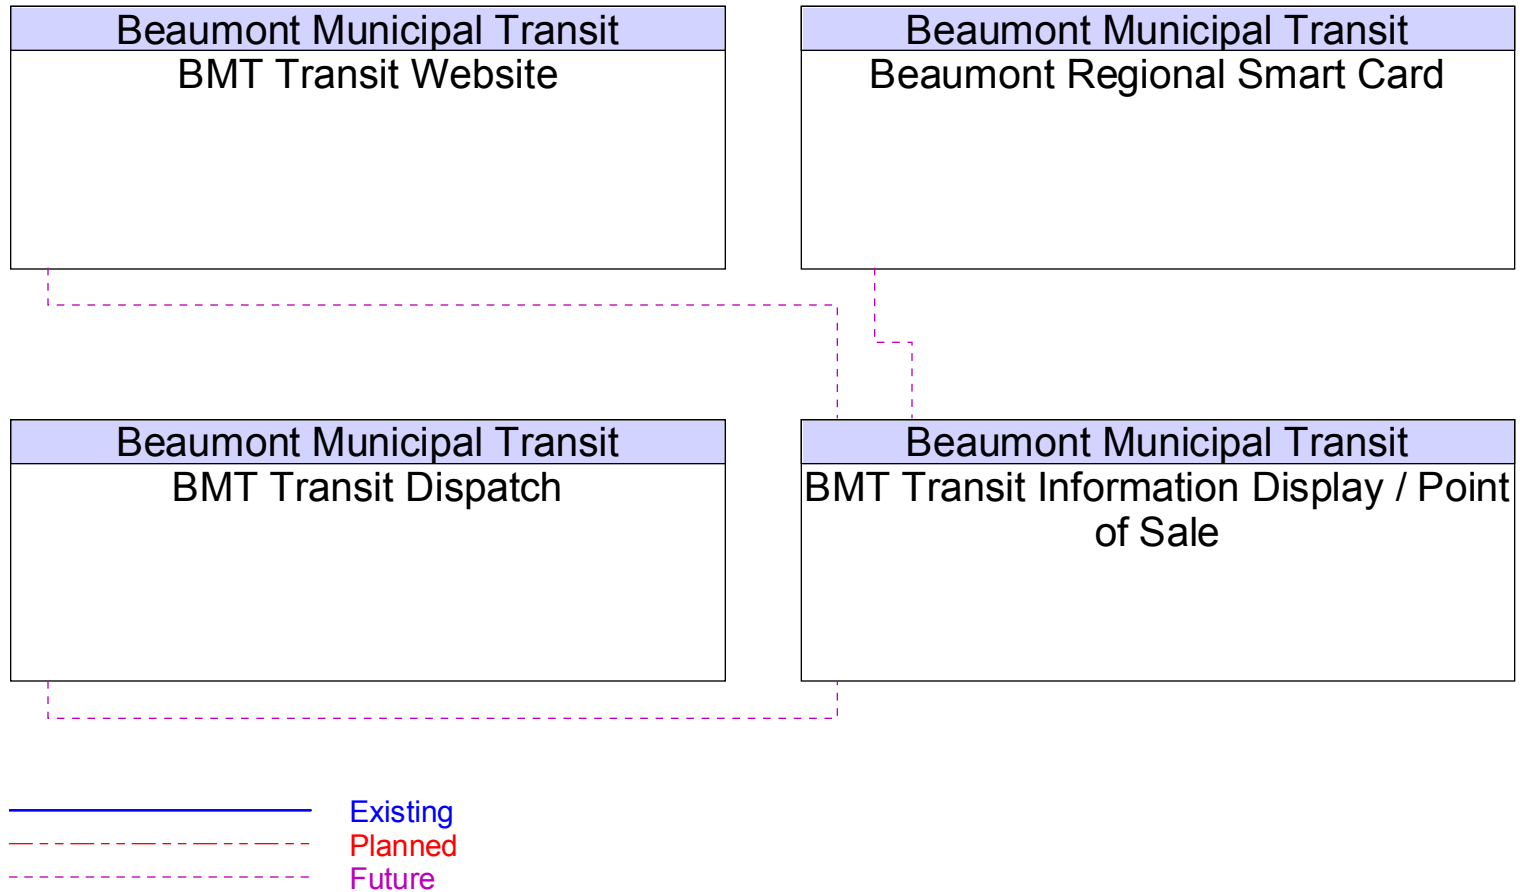 Beaumont Municipal Transit
BMT Transit Website
Beaumont Municipal Transit
Beaumont Regional Smart Card
Beaumont Municipal Transit
BMT Transit Dispatch
Beaumont Municipal Transit
BMT Transit Information Display / Point
of Sale
Existing
Planned
Future